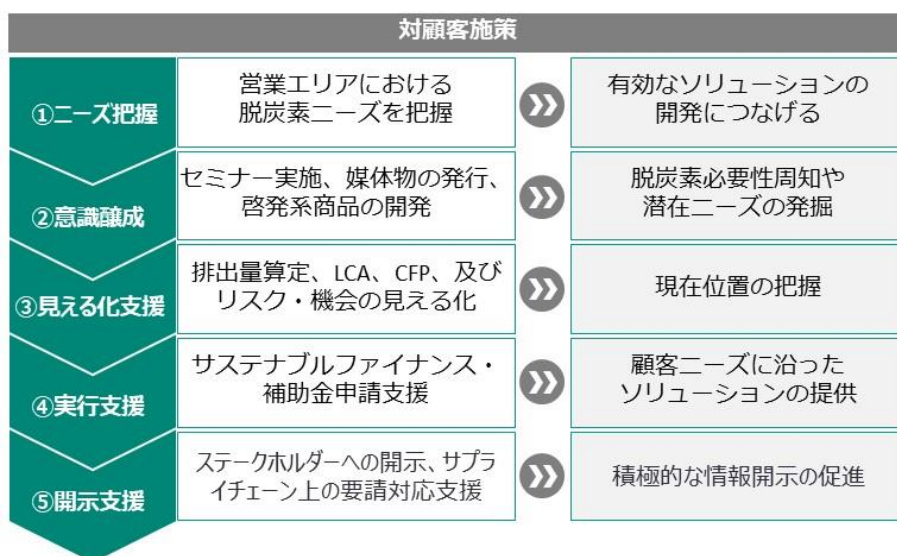 対顧客施策
①ニーズ把握
営業エリアにおける
脱炭素ニーズを把握
有効なソリューションの
開発につなげる
②意識醸成
セミナー実施、媒体物の発行、
啓発系商品の開発
脱炭素必要性周知や
潜在ニーズの発掘
③見える化支援
排出量算定、LCA、CFP、及び
リスク・機会の見える化
現在位置の把握
④実行支援
サステナブルファイナンス・
補助金申請支援
顧客ニーズに沿った
ソリューションの提供
⑤開示支援
ステークホルダーへの開示、サプラ
イチェーン上の要請対応支援
積極的な情報開示の促進